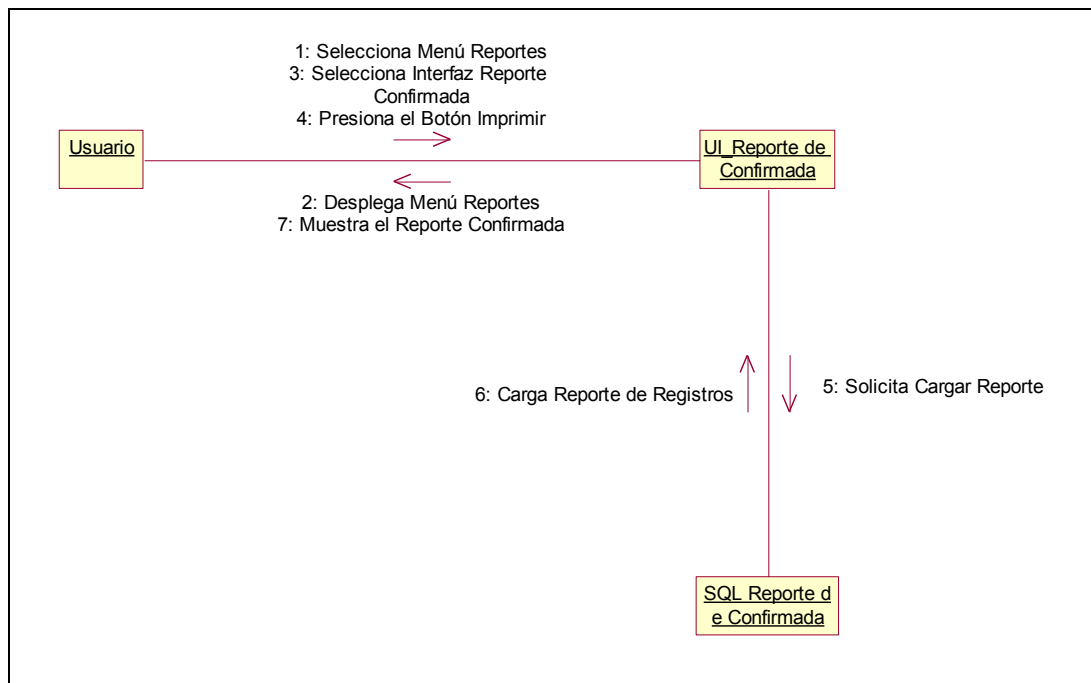 1: Selecciona Menú Reportes
3: Selecciona Interfaz Reporte
Confirmada
4: Presiona el Botón Imprimir
Usuario
UI_Reporte de
Confirmada
2: Desplega Menú Reportes
7: Muestra el Reporte Confirmada
6: Carga Reporte de Registros
5: Solicita Cargar Reporte
SQL Reporte d
e Confirmada